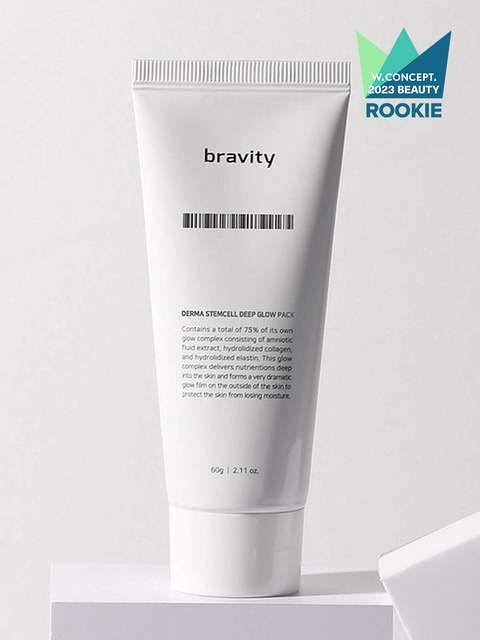 W.CONCEPT.
2023 BEAUTY
ROOKIE
bravity
DERMA STEMCELL DEEP GLOW PACK
Contains a total of 75% of its own
glow complex consisting of amniotic
fluid extract, hydrolidized collagen,
and hydrolidized elastin. This glow
complex delivers nutrientions deep
into the skin and forms a very dramatic
glow film on the outside of the skin to
protect the skin from losing moisture.
60g | 2.11 oz.